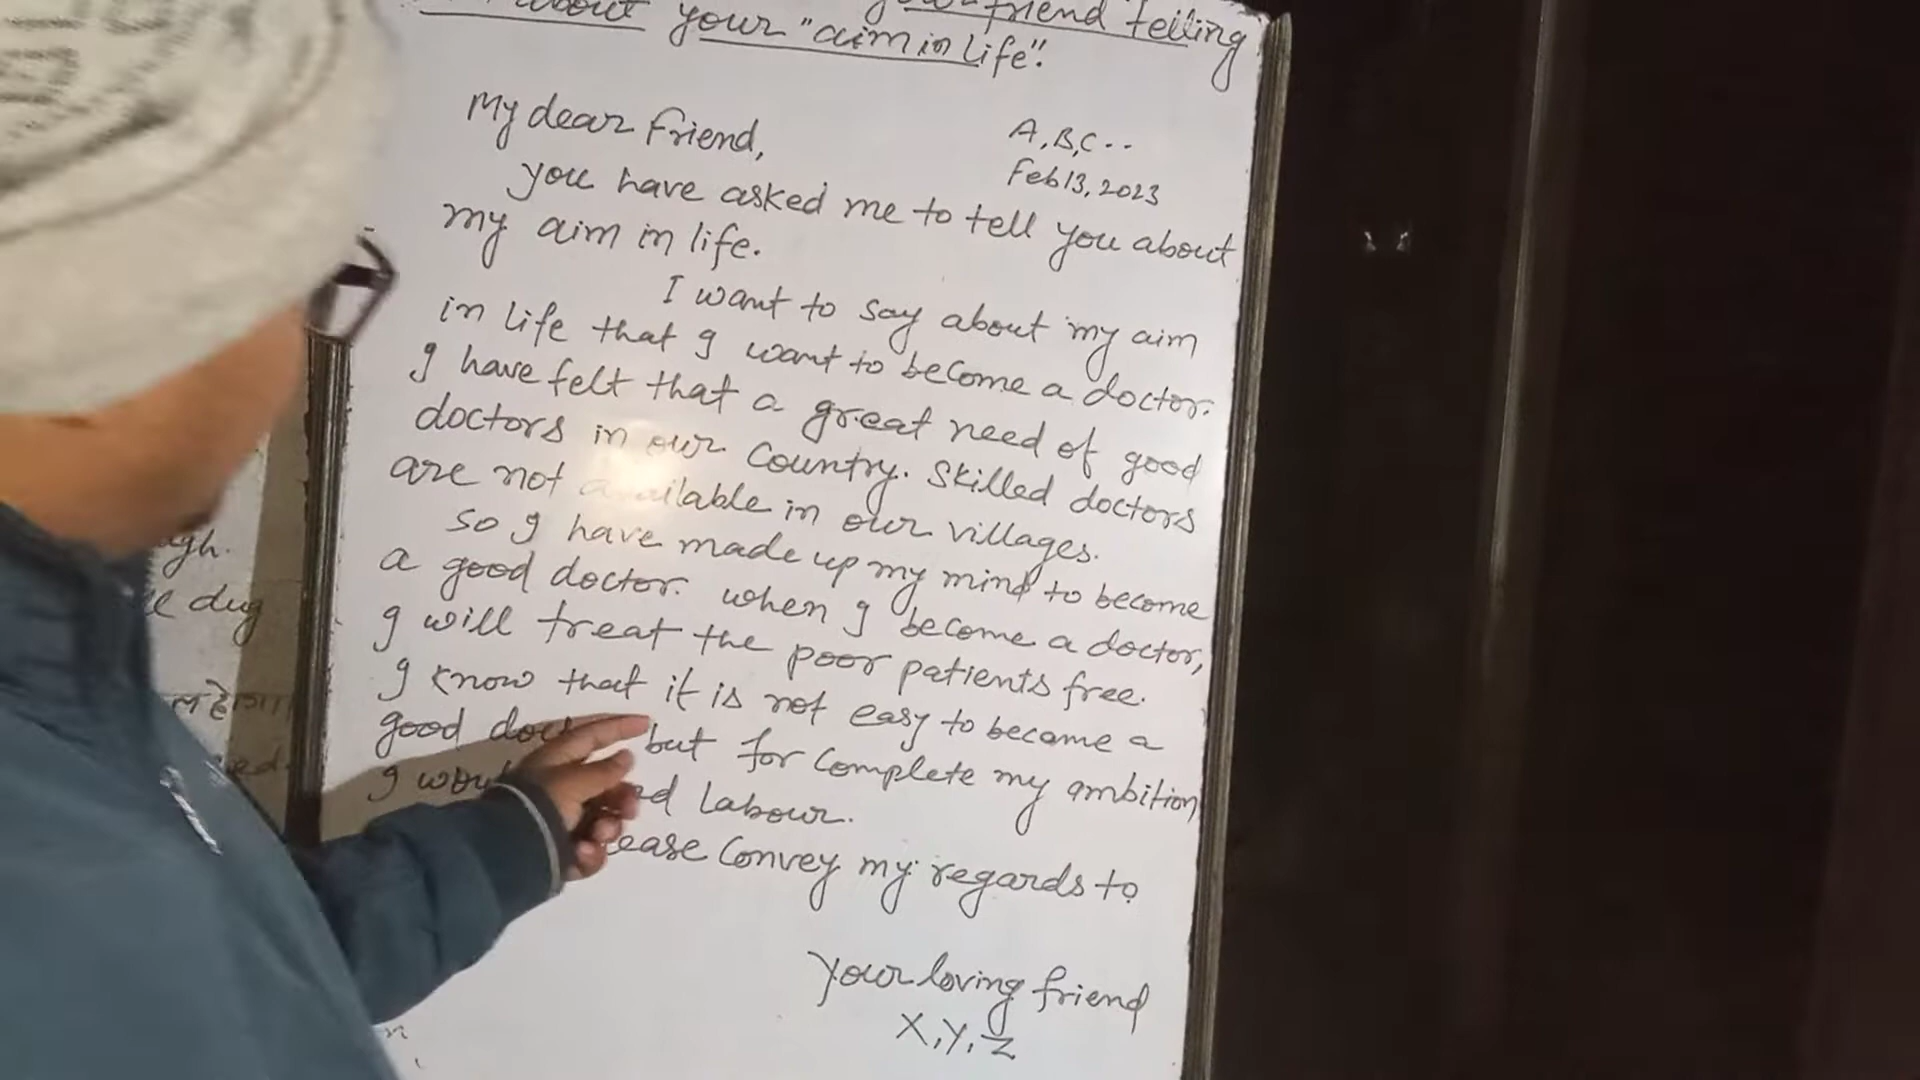 about your friend telling
your "aim in life".
A,B,C..
Feb 13, 2023
My dear Friend,
you have asked me to tell you about
my aim in life.
I want to say about my aim
in life that I want to become a doctor.
I have felt that a great need of good
doctors in our Country. Skilled doctors
are not available in our villages.
So I have made up my mind to become
a good doctor. when I become a doctor,
I will treat the poor patients free.
I know that it is not easy to become a
good but for complete my ambition,
I labour.
Convey my regards to
your loving friend
X, Y, Z
dug